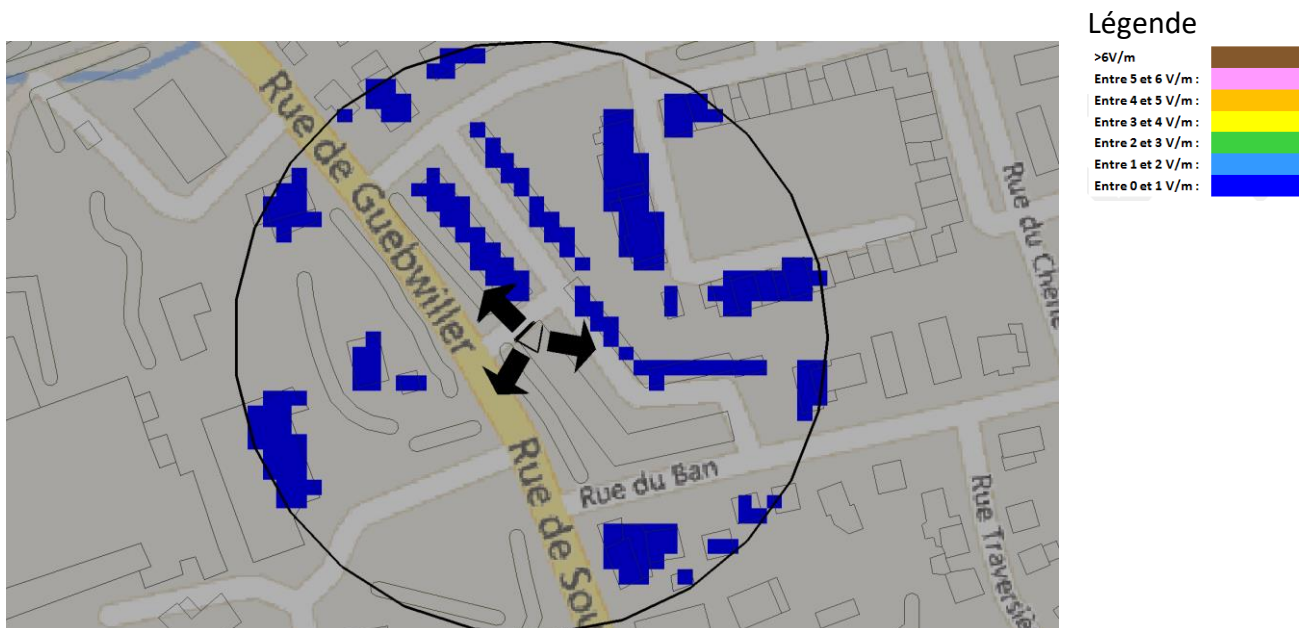 Légende
>6V/m
Entre 5 et 6 V/m :
Entre 4 et 5 V/m :
Entre 3 et 4 V/m :
Entre 2 et 3 V/m :
Entre 1 et 2 V/m :
Entre 0 et 1 V/m :
Rue de Guebwiller
Rue du Chêne
Rue du Ban
Rue de Sou
Rue Traversiè